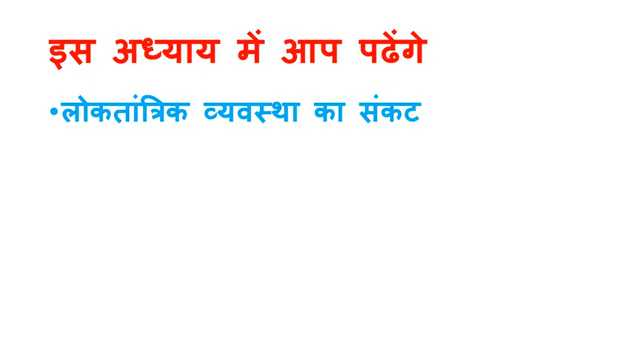 इस अध्याय में आप पढेंगे
•लोकतांत्रिक व्यवस्था का संकट